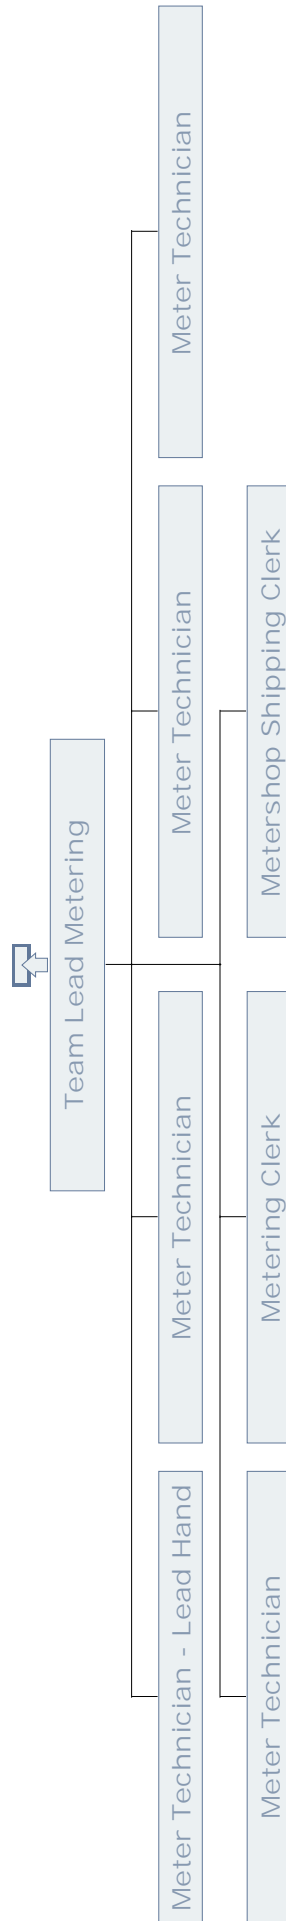 Team Lead Metering
Meter Technician - Lead Hand
Meter Technician
Meter Technician
Meter Technician
Meter Technician
Metering Clerk
Metershop Shipping Clerk